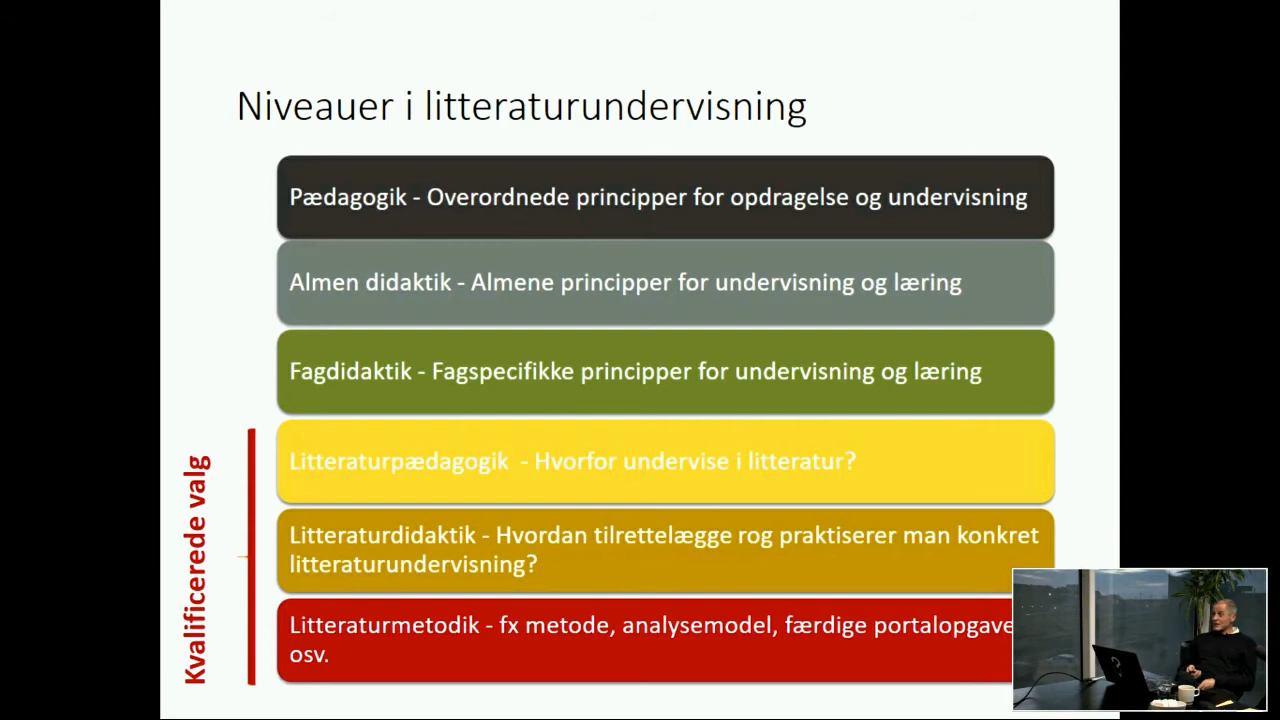 Niveauer i litteraturundervisning
Pædagogik - Overordnede principper for opdragelse og undervisning
Almen didaktik - Almene principper for undervisning og læring
Fagdidaktik - Fagspecifikke principper for undervisning og læring
Kvalificerede valg
Litteraturpædagogik - Hvorfor undervise i litteratur?
Litteraturdidaktik - Hvordan tilrettelægge rog praktiserer man konkret
litteraturundervisning?
Litteraturmetodik - fx metode, analysemodel, færdige portalopgave
osv.